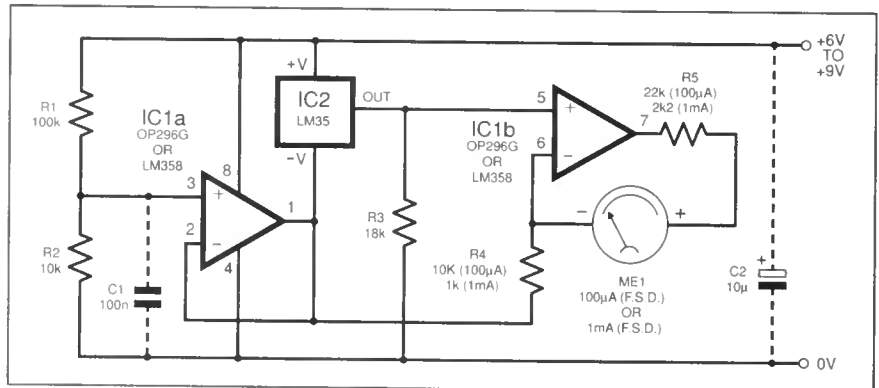 R1
100k
R2
10k
C1
100n
IC1a
OP296G
OR
LM358
3
+
2
−
8
4
1
+V
IC2
LM35
−V
OUT
R3
18k
5
+
6
−
7
IC1b
OP296G
OR
LM358
R4
10K (100µA)
1k (1mA)
R5
22k (100µA)
2k2 (1mA)
−
+
ME1
100µA (F.S.D.)
OR
1mA (F.S.D.)
+
C2
10µ
+6V
TO
+9V
0V